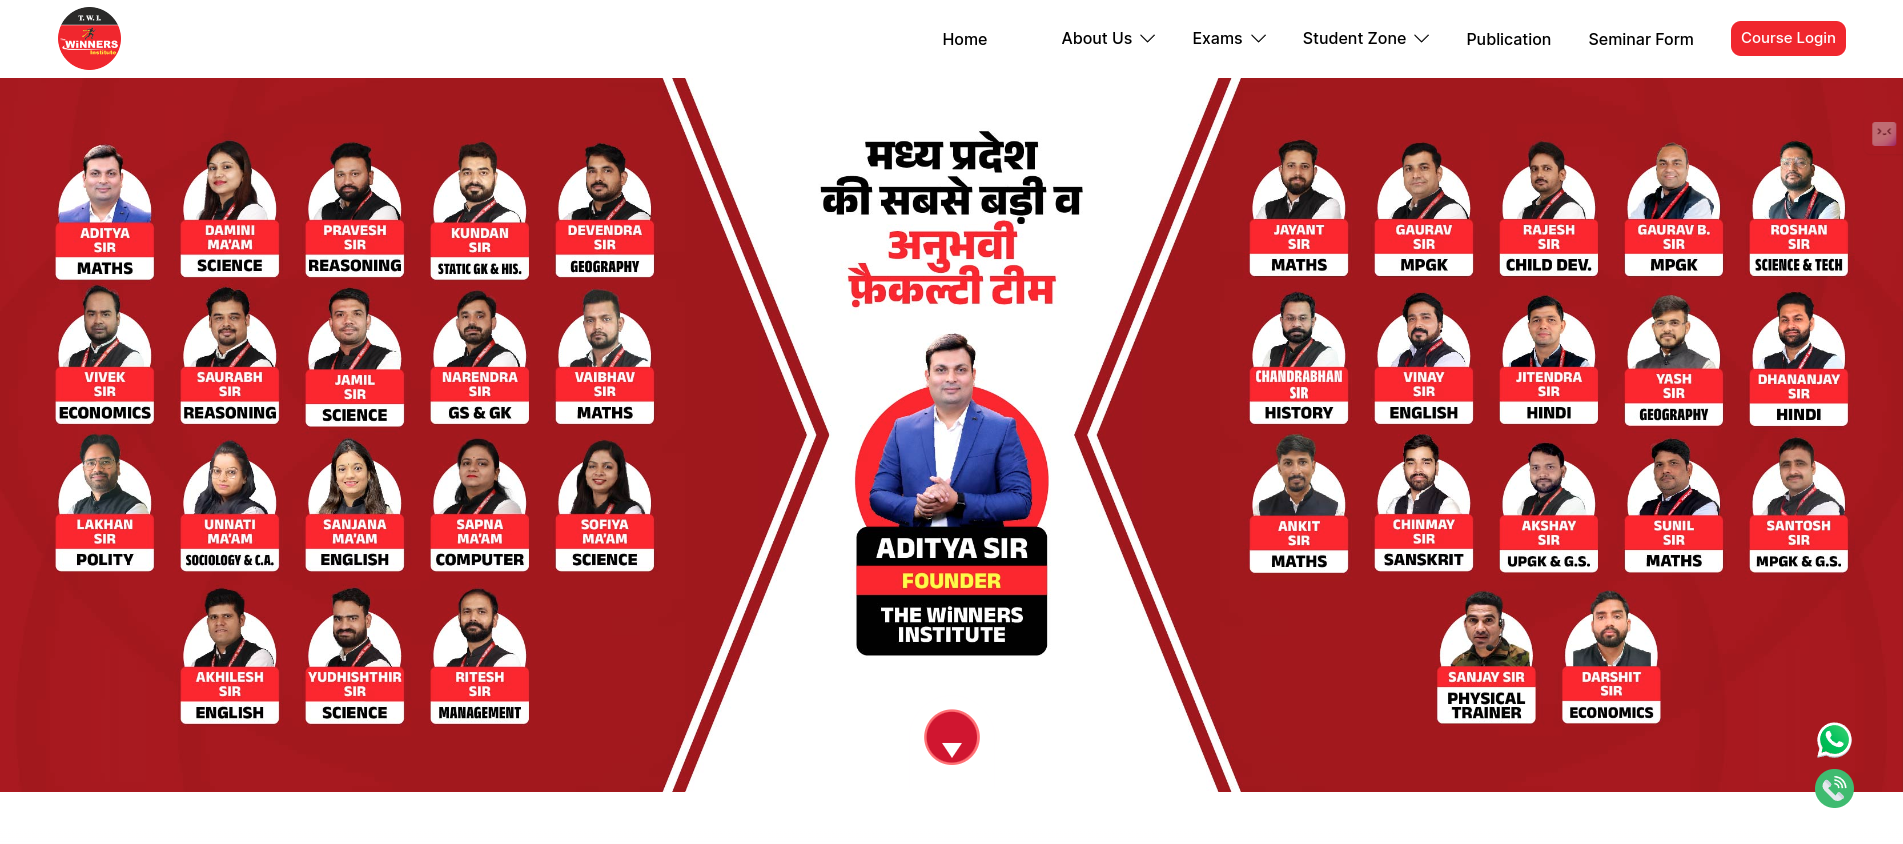 T. W. I.
WiNNERS
Institute
Home
About Us
Exams
Student Zone
Publication
Seminar Form
Course Login
मध्य प्रदेश
की सबसे बड़ी व
अनुभवी
फ़ैकल्टी टीम
ADITYA SIR
FOUNDER
THE WiNNERS
INSTITUTE
ADITYA
SIR
MATHS
DAMINI
MA'AM
SCIENCE
PRAVESH
SIR
REASONING
KUNDAN
SIR
STATIC GK & HIS.
DEVENDRA
SIR
GEOGRAPHY
VIVEK
SIR
ECONOMICS
SAURABH
SIR
REASONING
JAMIL
SIR
SCIENCE
NARENDRA
SIR
GS & GK
VAIBHAV
SIR
MATHS
LAKHAN
SIR
POLITY
UNNATI
MA'AM
SOCIOLOGY & C.A.
SANJANA
MA'AM
ENGLISH
SAPNA
MA'AM
COMPUTER
SOFIYA
MA'AM
SCIENCE
AKHILESH
SIR
ENGLISH
YUDHISHTHIR
SIR
SCIENCE
RITESH
SIR
MANAGEMENT
JAYANT
SIR
MATHS
GAURAV
SIR
MPGK
RAJESH
SIR
CHILD DEV.
GAURAV B.
SIR
MPGK
ROSHAN
SIR
SCIENCE & TECH
CHANDRABHAN
SIR
HISTORY
VINAY
SIR
ENGLISH
JITENDRA
SIR
HINDI
YASH
SIR
GEOGRAPHY
DHANANJAY
SIR
HINDI
ANKIT
SIR
MATHS
CHINMAY
SIR
SANSKRIT
AKSHAY
SIR
UPGK & G.S.
SUNIL
SIR
MATHS
SANTOSH
SIR
MPGK & G.S.
SANJAY SIR
PHYSICAL
TRAINER
DARSHIT
SIR
ECONOMICS